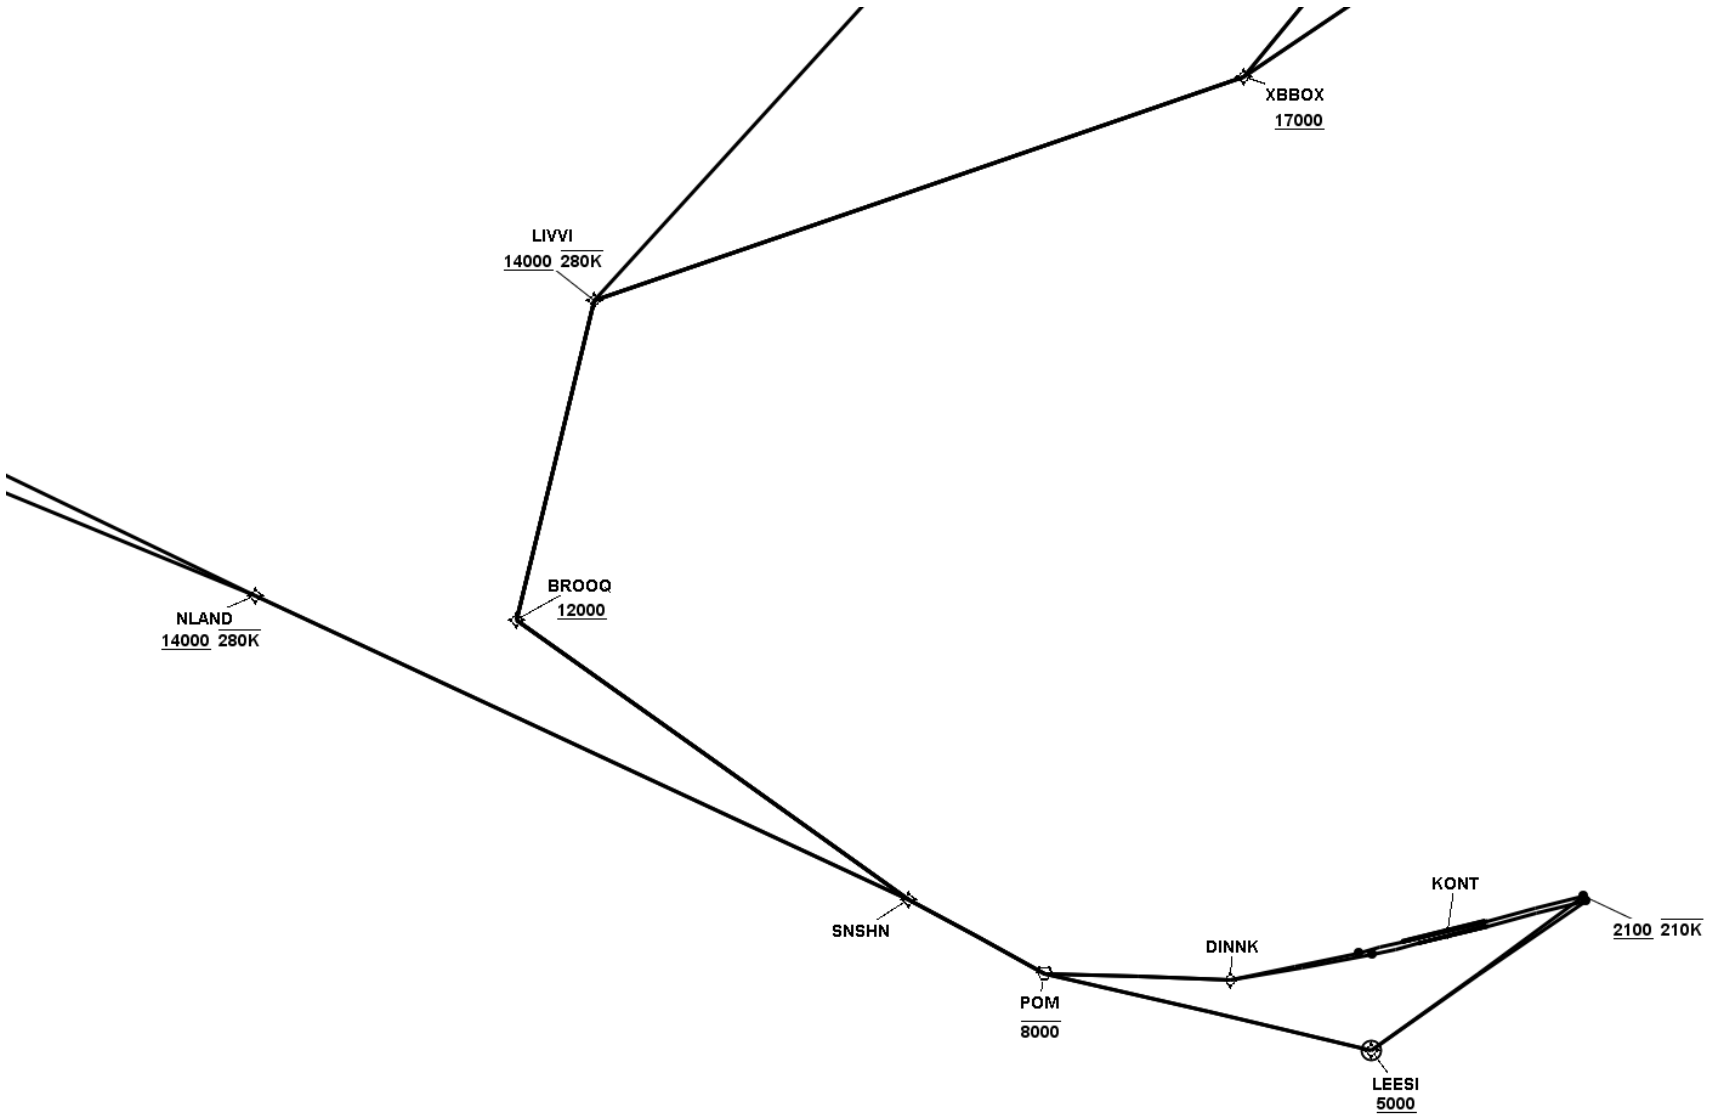 XBBOX
17000
LIVVI
14000 280K
BROOQ
12000
NLAND
14000 280K
KONT
SNSHN
2100 210K
DINNK
POM
8000
LEESI
5000